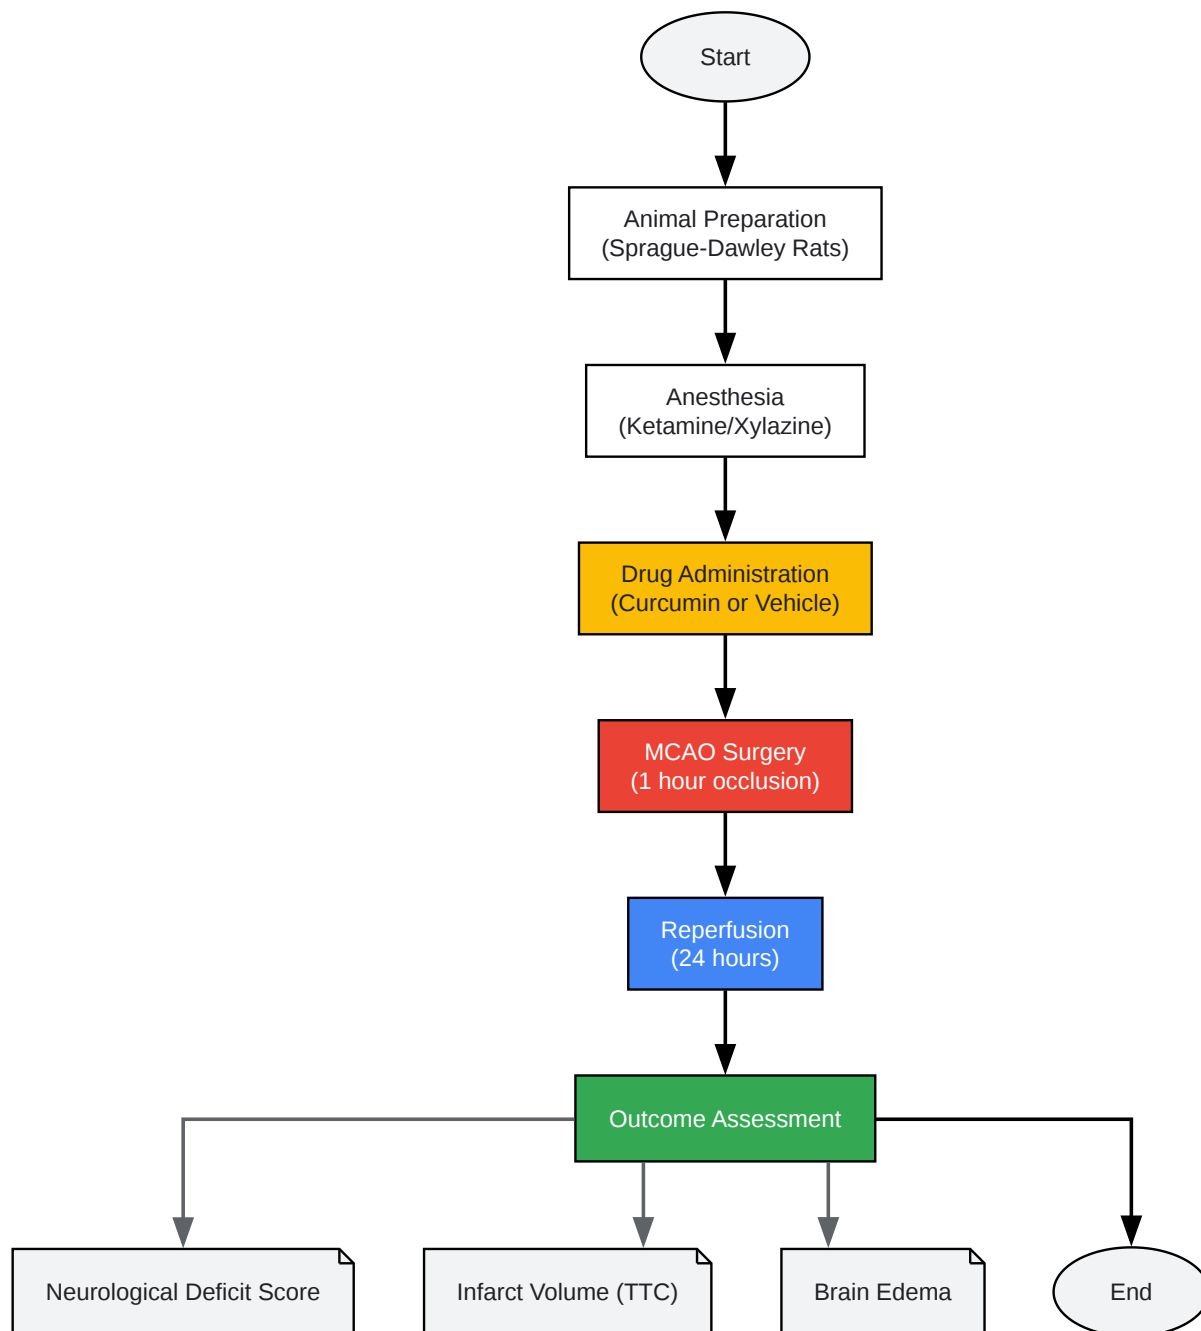 Start
Animal Preparation
(Sprague-Dawley Rats)
Anesthesia
(Ketamine/Xylazine)
Drug Administration
(Curcumin or Vehicle)
MCAO Surgery
(1 hour occlusion)
Reperfusion
(24 hours)
Outcome Assessment
Neurological Deficit Score
Infarct Volume (TTC)
Brain Edema
End